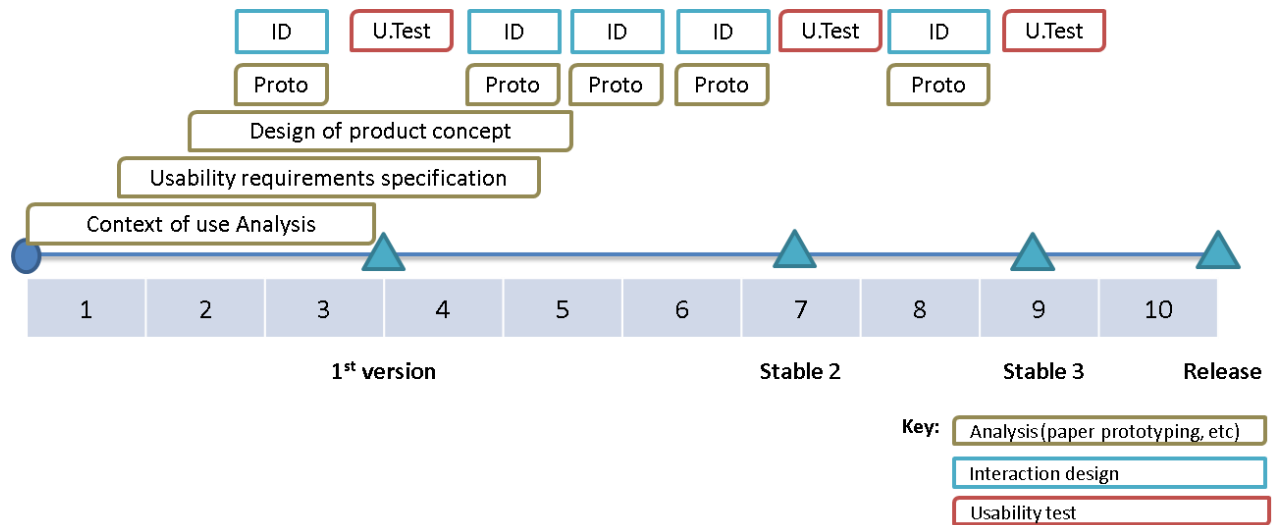 ID U.Test ID ID ID U.Test ID U.Test
Proto Proto Proto Proto Proto
Design of product concept
Usability requirements specification
Context of use Analysis
1 2 3 4 5 6 7 8 9 10
1st version Stable 2 Stable 3 Release
Key: Analysis(paper prototyping, etc)
Interaction design
Usability test